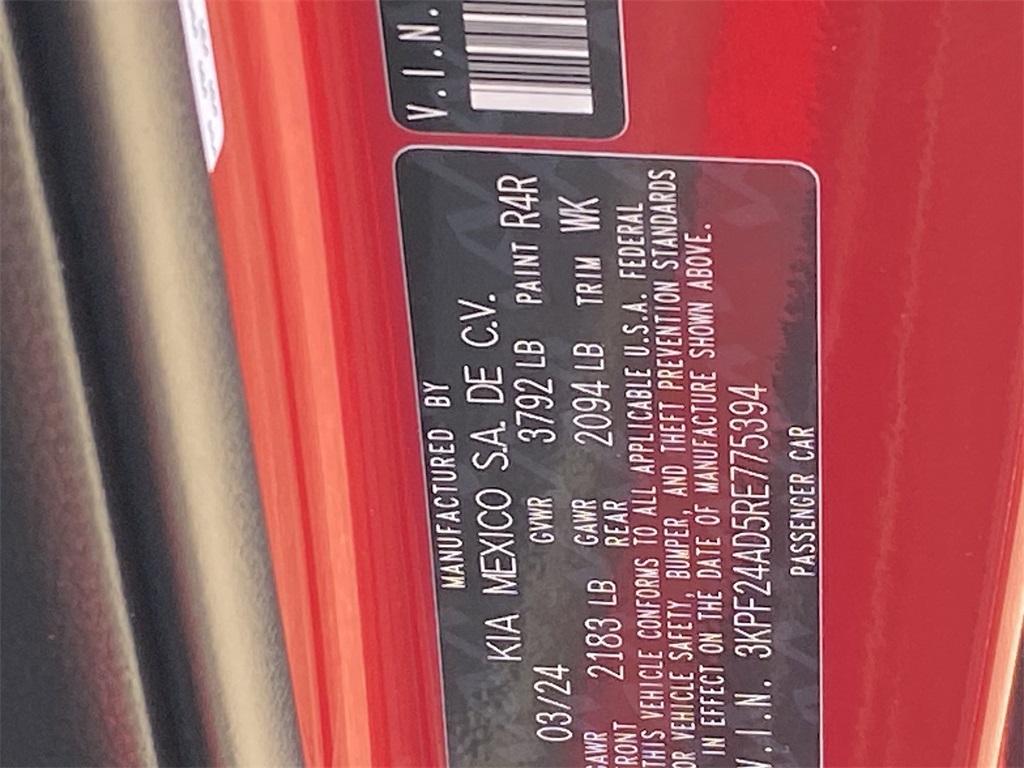 V.I.N.
MANUFACTURED BY
KIA MEXICO S.A. DE C.V.
03/24 GVWR 3792 LB PAINT R4R
GAWR 2183 LB GAWR 2094 LB TRIM WK
RONT REAR
THIS VEHICLE CONFORMS TO ALL APPLICABLE U.S.A. FEDERAL
OR VEHICLE SAFETY, BUMPER, AND THEFT PREVENTION STANDARDS
IN EFFECT ON THE DATE OF MANUFACTURE SHOWN ABOVE.
V.I.N. 3KPF24AD5RE775394
PASSENGER CAR